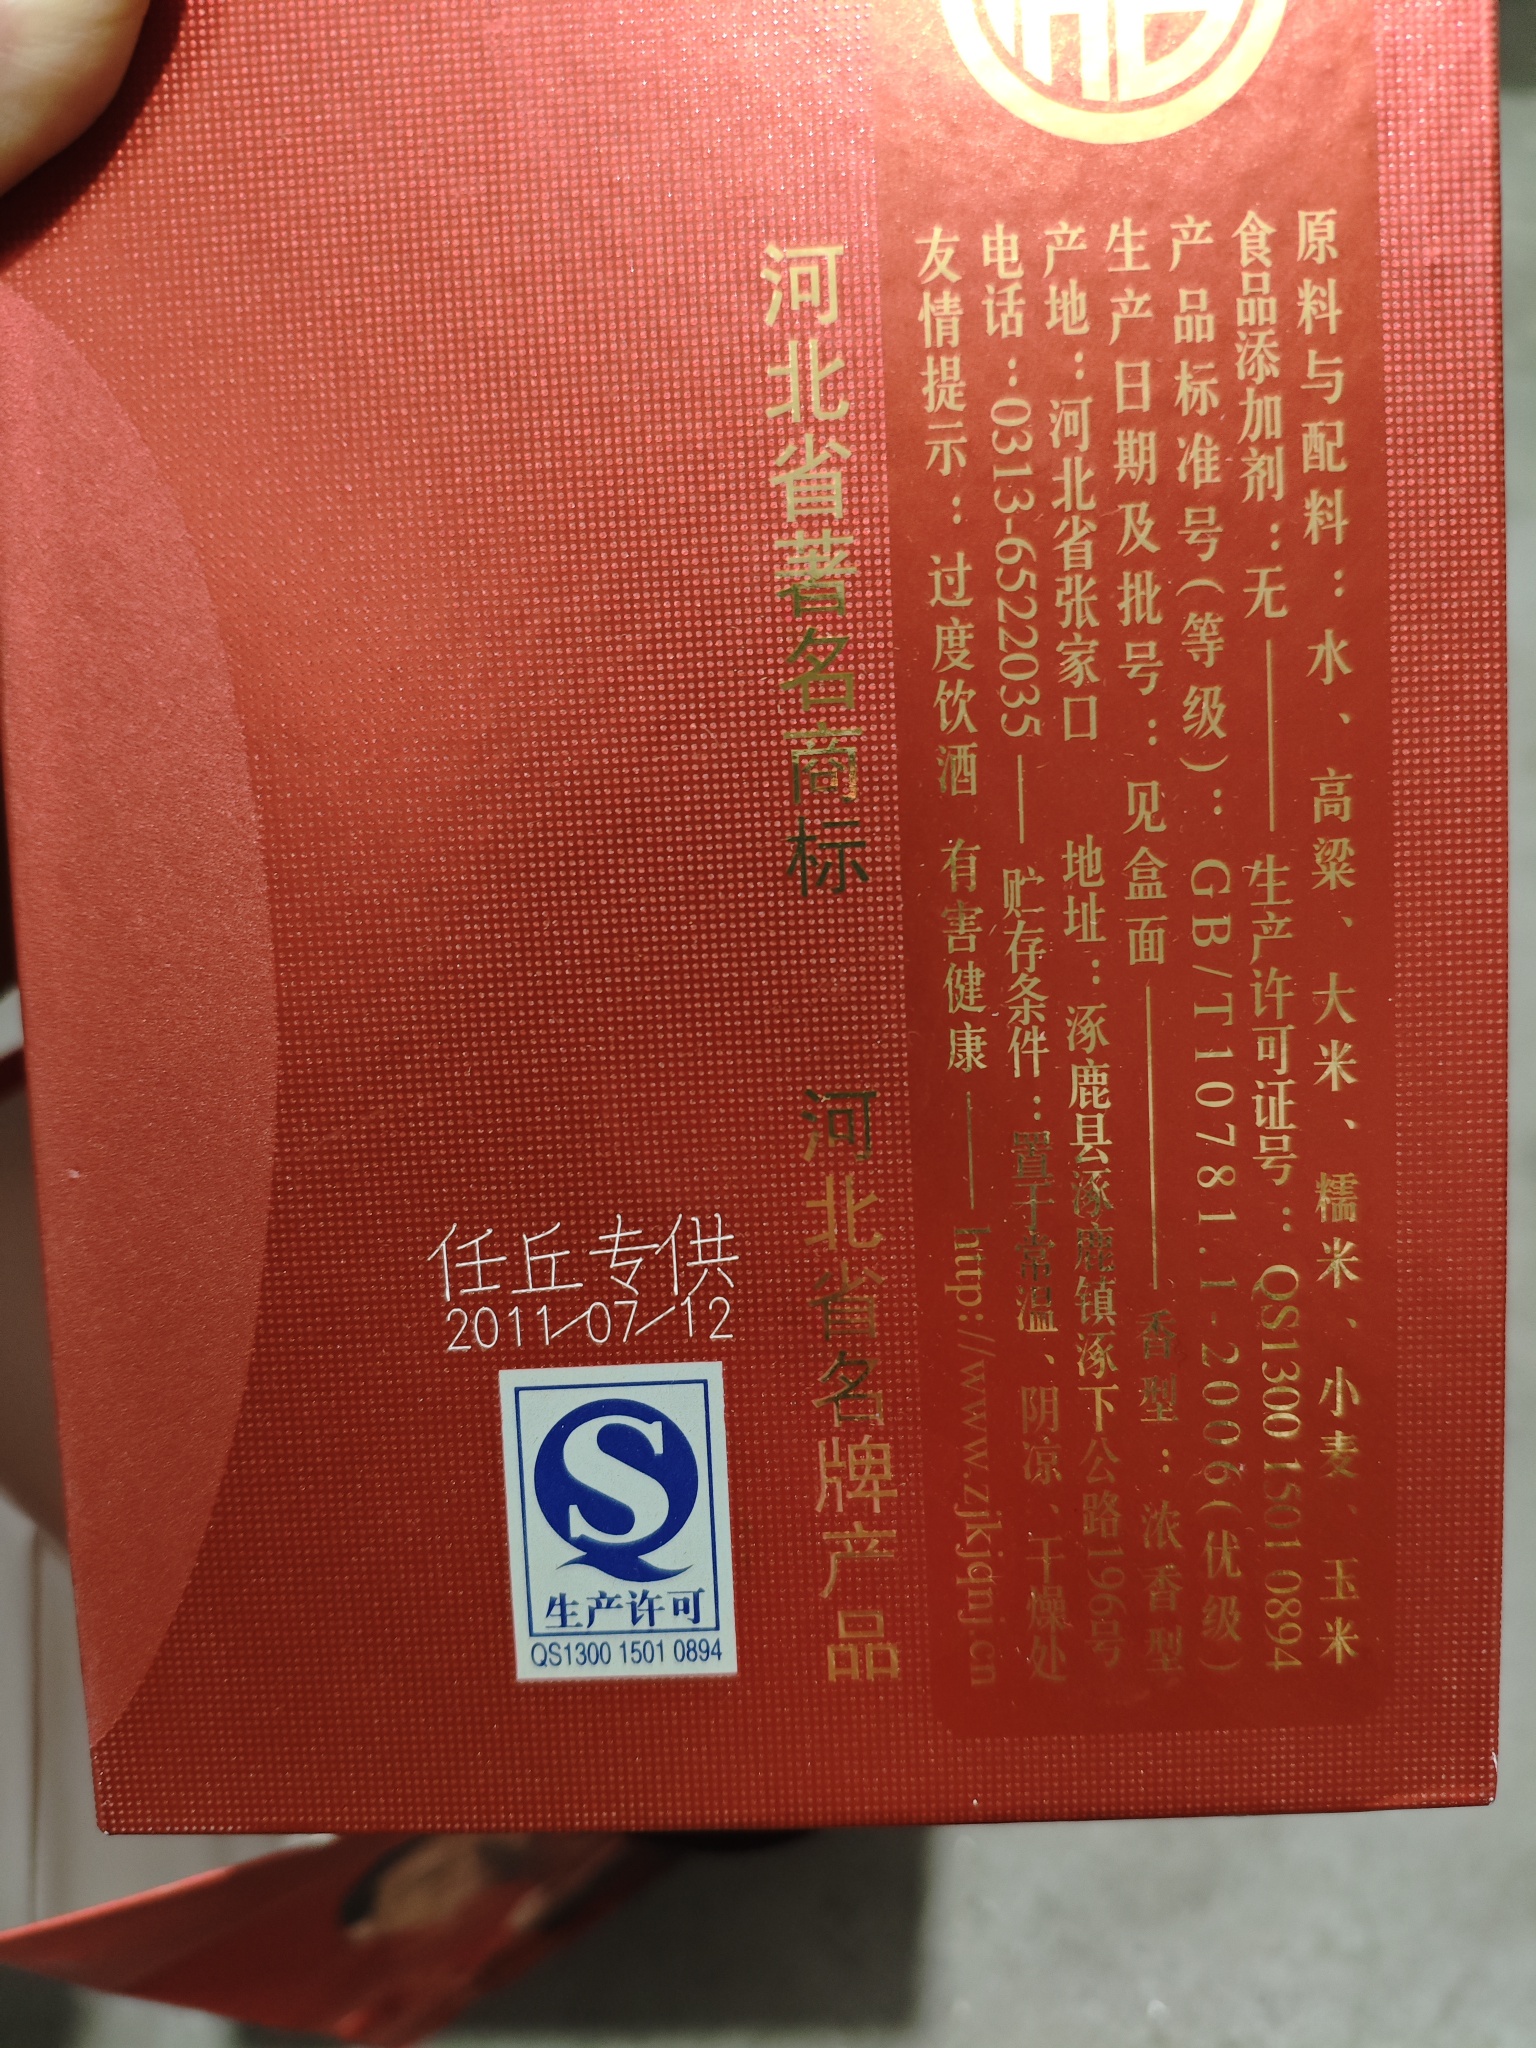 原料与配料：水、高粱、大米、糯米、小麦、玉米
食品添加剂：无——生产许可证号：QS1300 1501 0894
产品标准号(等级)：GB/T10781.1-2006(优级)
生产日期及批号：见盒面——香型：浓香型
产地：河北省张家口 地址：涿鹿县涿鹿镇涿下公路196号
电话：0313-6522035——贮存条件：置于常温、阴凉、干燥处
友情提示：过度饮酒 有害健康——http://www.zjkjqnj.cn
河北省著名商标 河北省名牌产品
任丘专供
2011/07/12
生产许可
QS1300 1501 0894